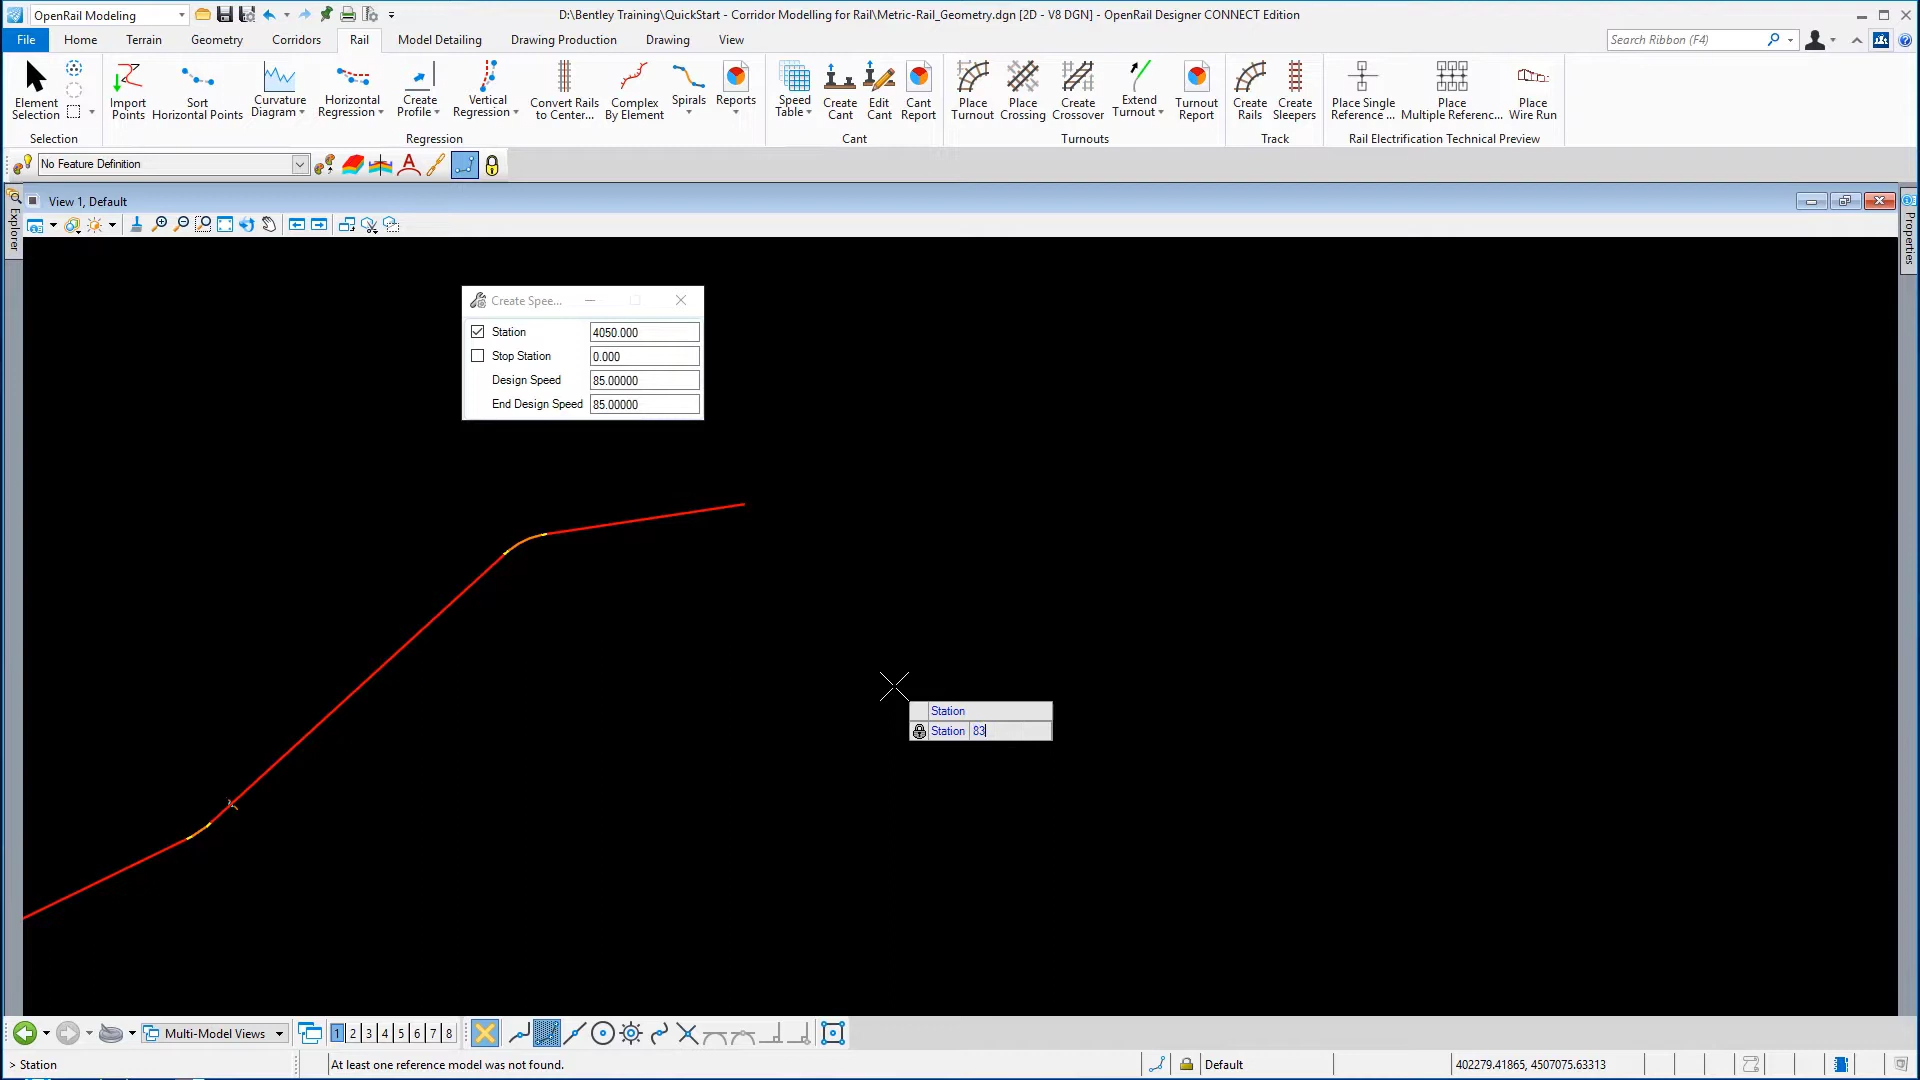 OpenRail Modeling
D:\Bentley Training\QuickStart - Corridor Modelling for Rail\Metric-Rail_Geometry.dgn [2D - V8 DGN] - OpenRail Designer CONNECT Edition
File Home Terrain Geometry Corridors Rail Model Detailing Drawing Production Drawing View
Search Ribbon (F4)
Element Selection
Import Points
Sort Horizontal Points
Curvature Diagram
Horizontal Regression
Create Profile
Vertical Regression
Convert Rails to Center...
Complex By Element
Spirals
Reports
Speed Table
Create Cant
Edit Cant
Cant Report
Place Turnout
Place Crossing
Create Crossover
Extend Turnout
Turnout Report
Create Rails
Create Sleepers
Place Single Reference ...
Place Multiple Referenc...
Place Wire Run
Selection
Regression
Cant
Turnouts
Track
Rail Electrification Technical Preview
No Feature Definition
View 1, Default
Explorer
Properties
Create Spee...
Station 4050.000
Stop Station 0.000
Design Speed 85.00000
End Design Speed 85.00000
Station
Station 83
Multi-Model Views
1 2 3 4 5 6 7 8
> Station
At least one reference model was not found.
Default
402279.41865, 4507075.63313